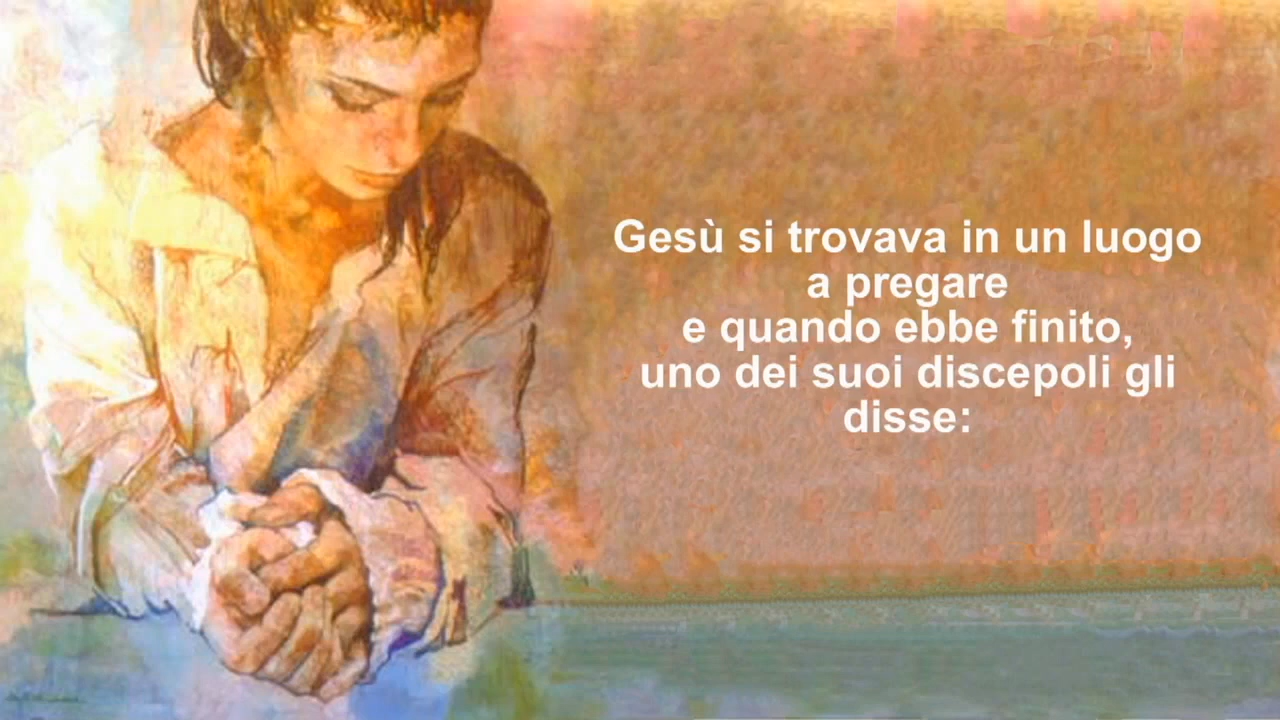 Gesù si trovava in un luogo
a pregare
e quando ebbe finito,
uno dei suoi discepoli gli
disse: